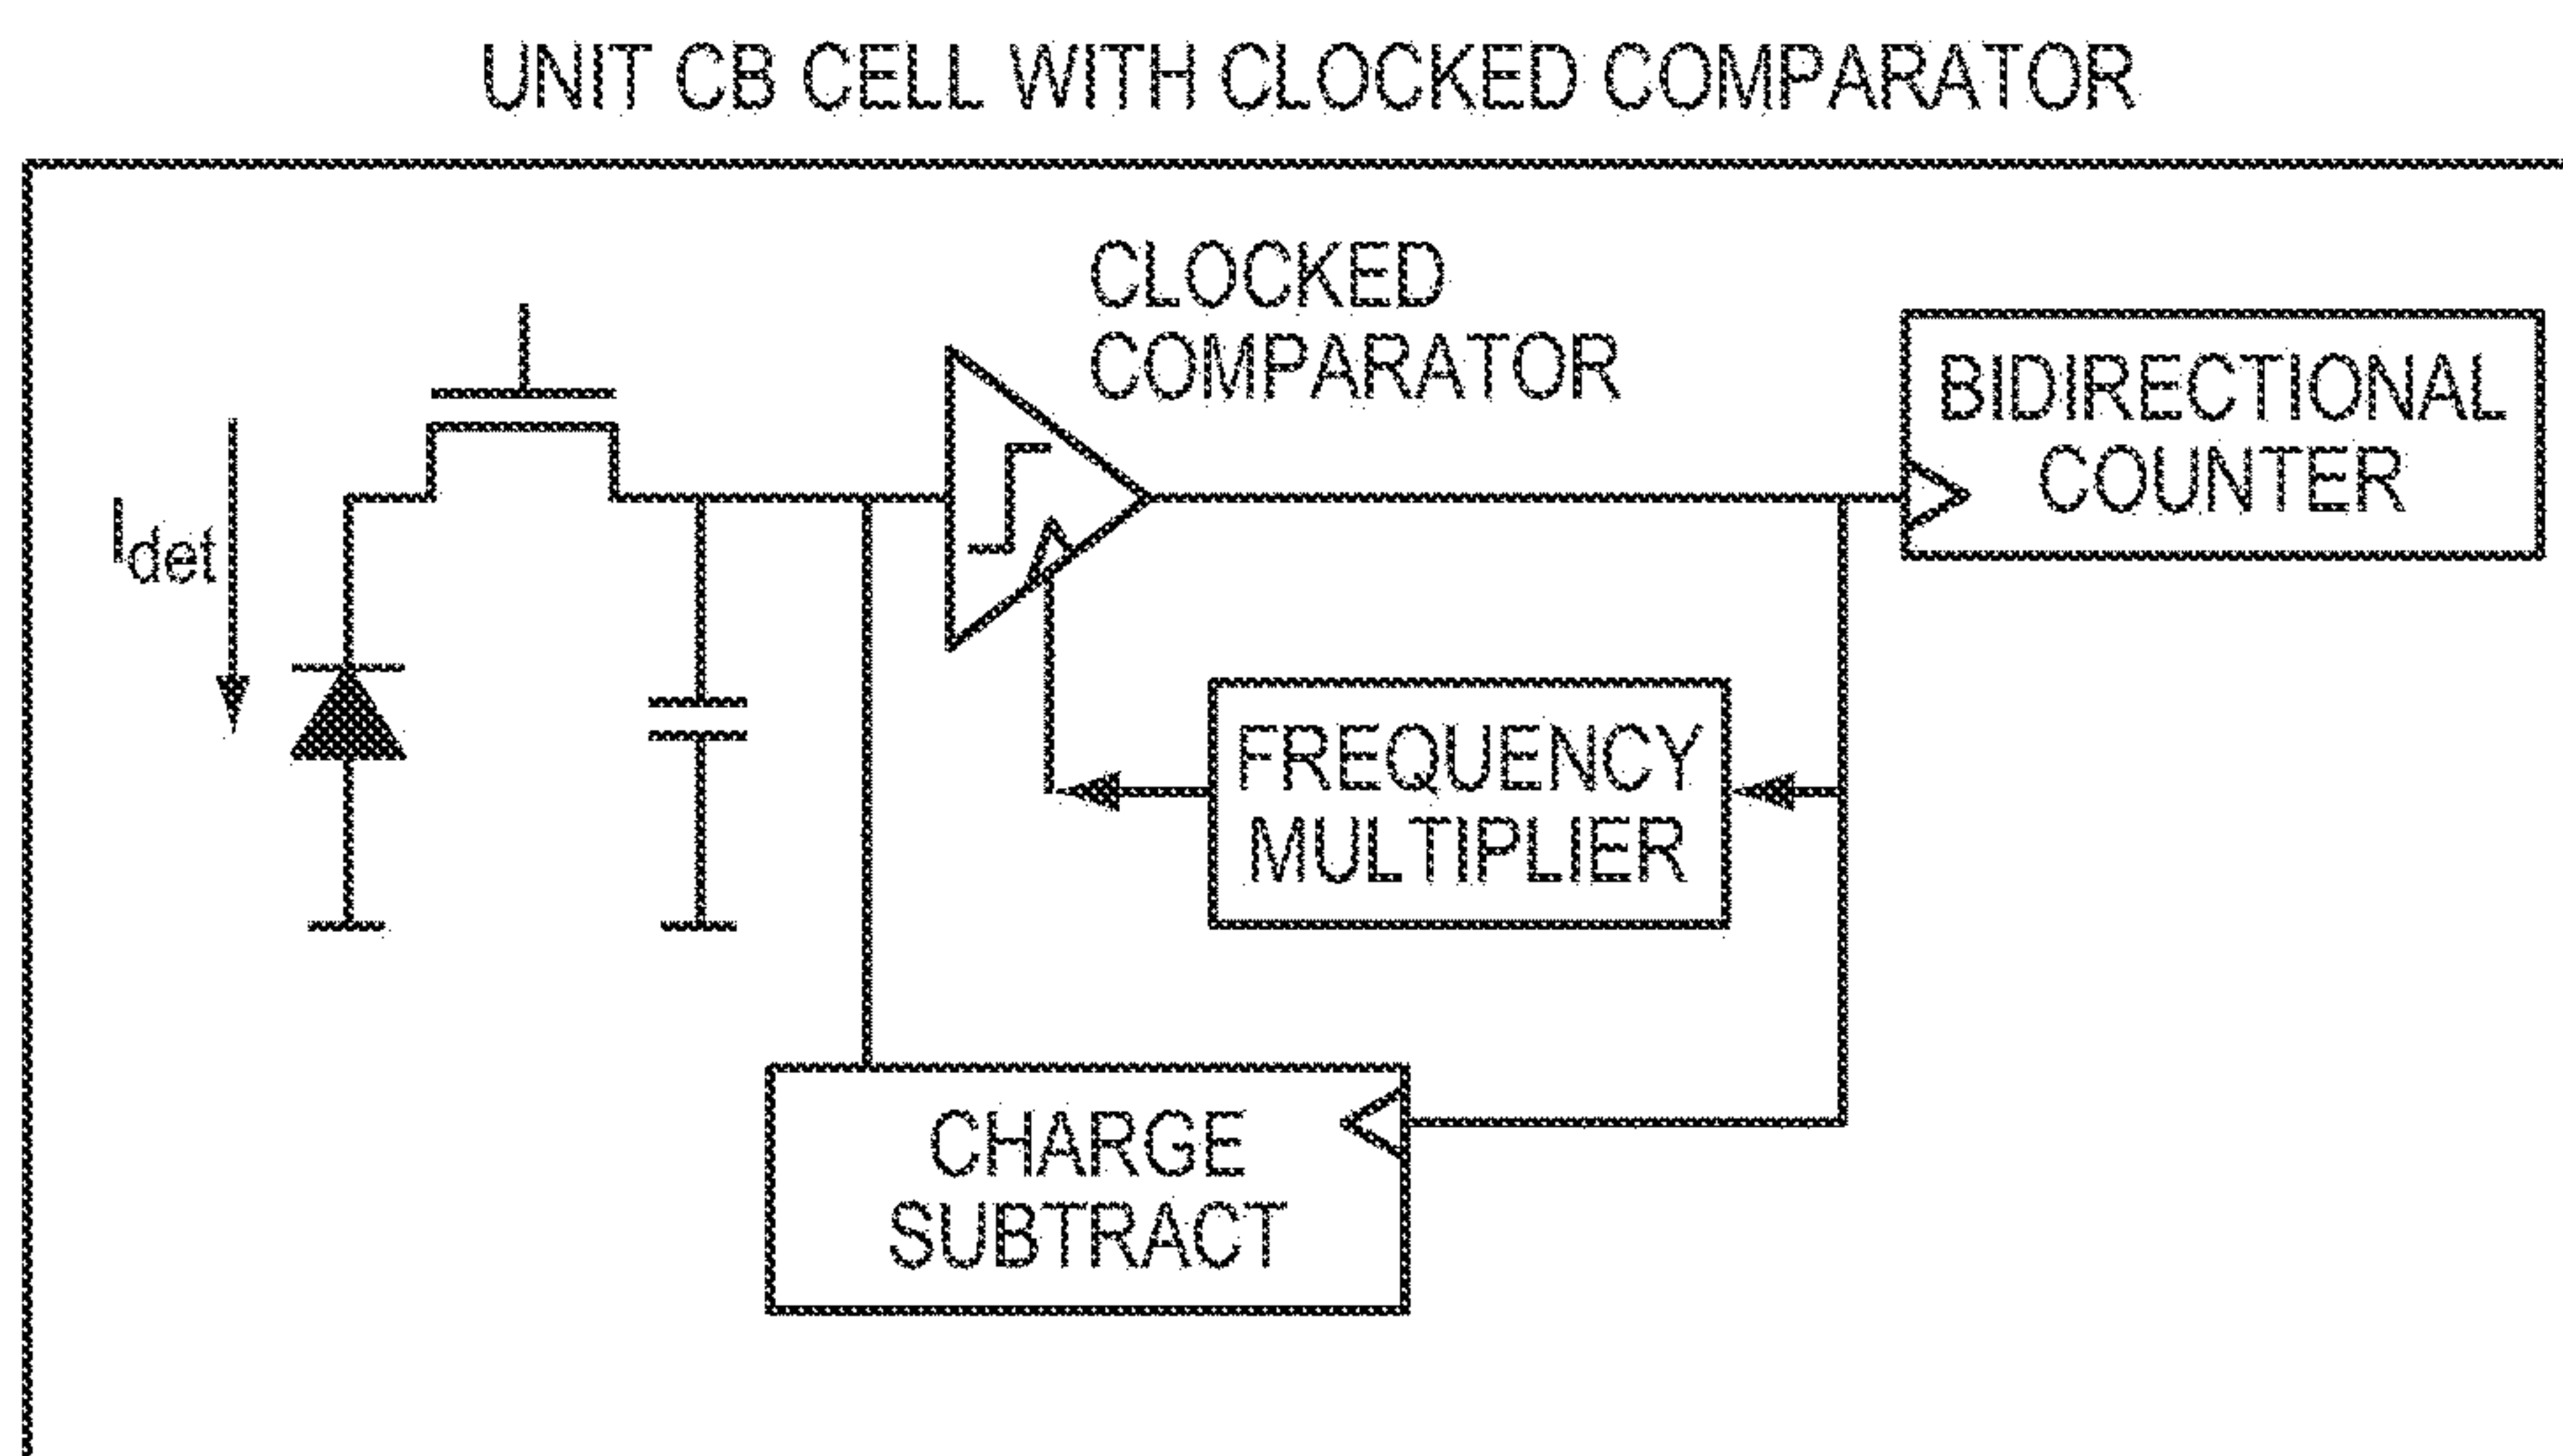 UNIT CB CELL WITH CLOCKED COMPARATOR
CLOCKED
COMPARATOR
BIDIRECTIONAL
COUNTER
Idet
FREQUENCY
MULTIPLIER
CHARGE
SUBTRACT